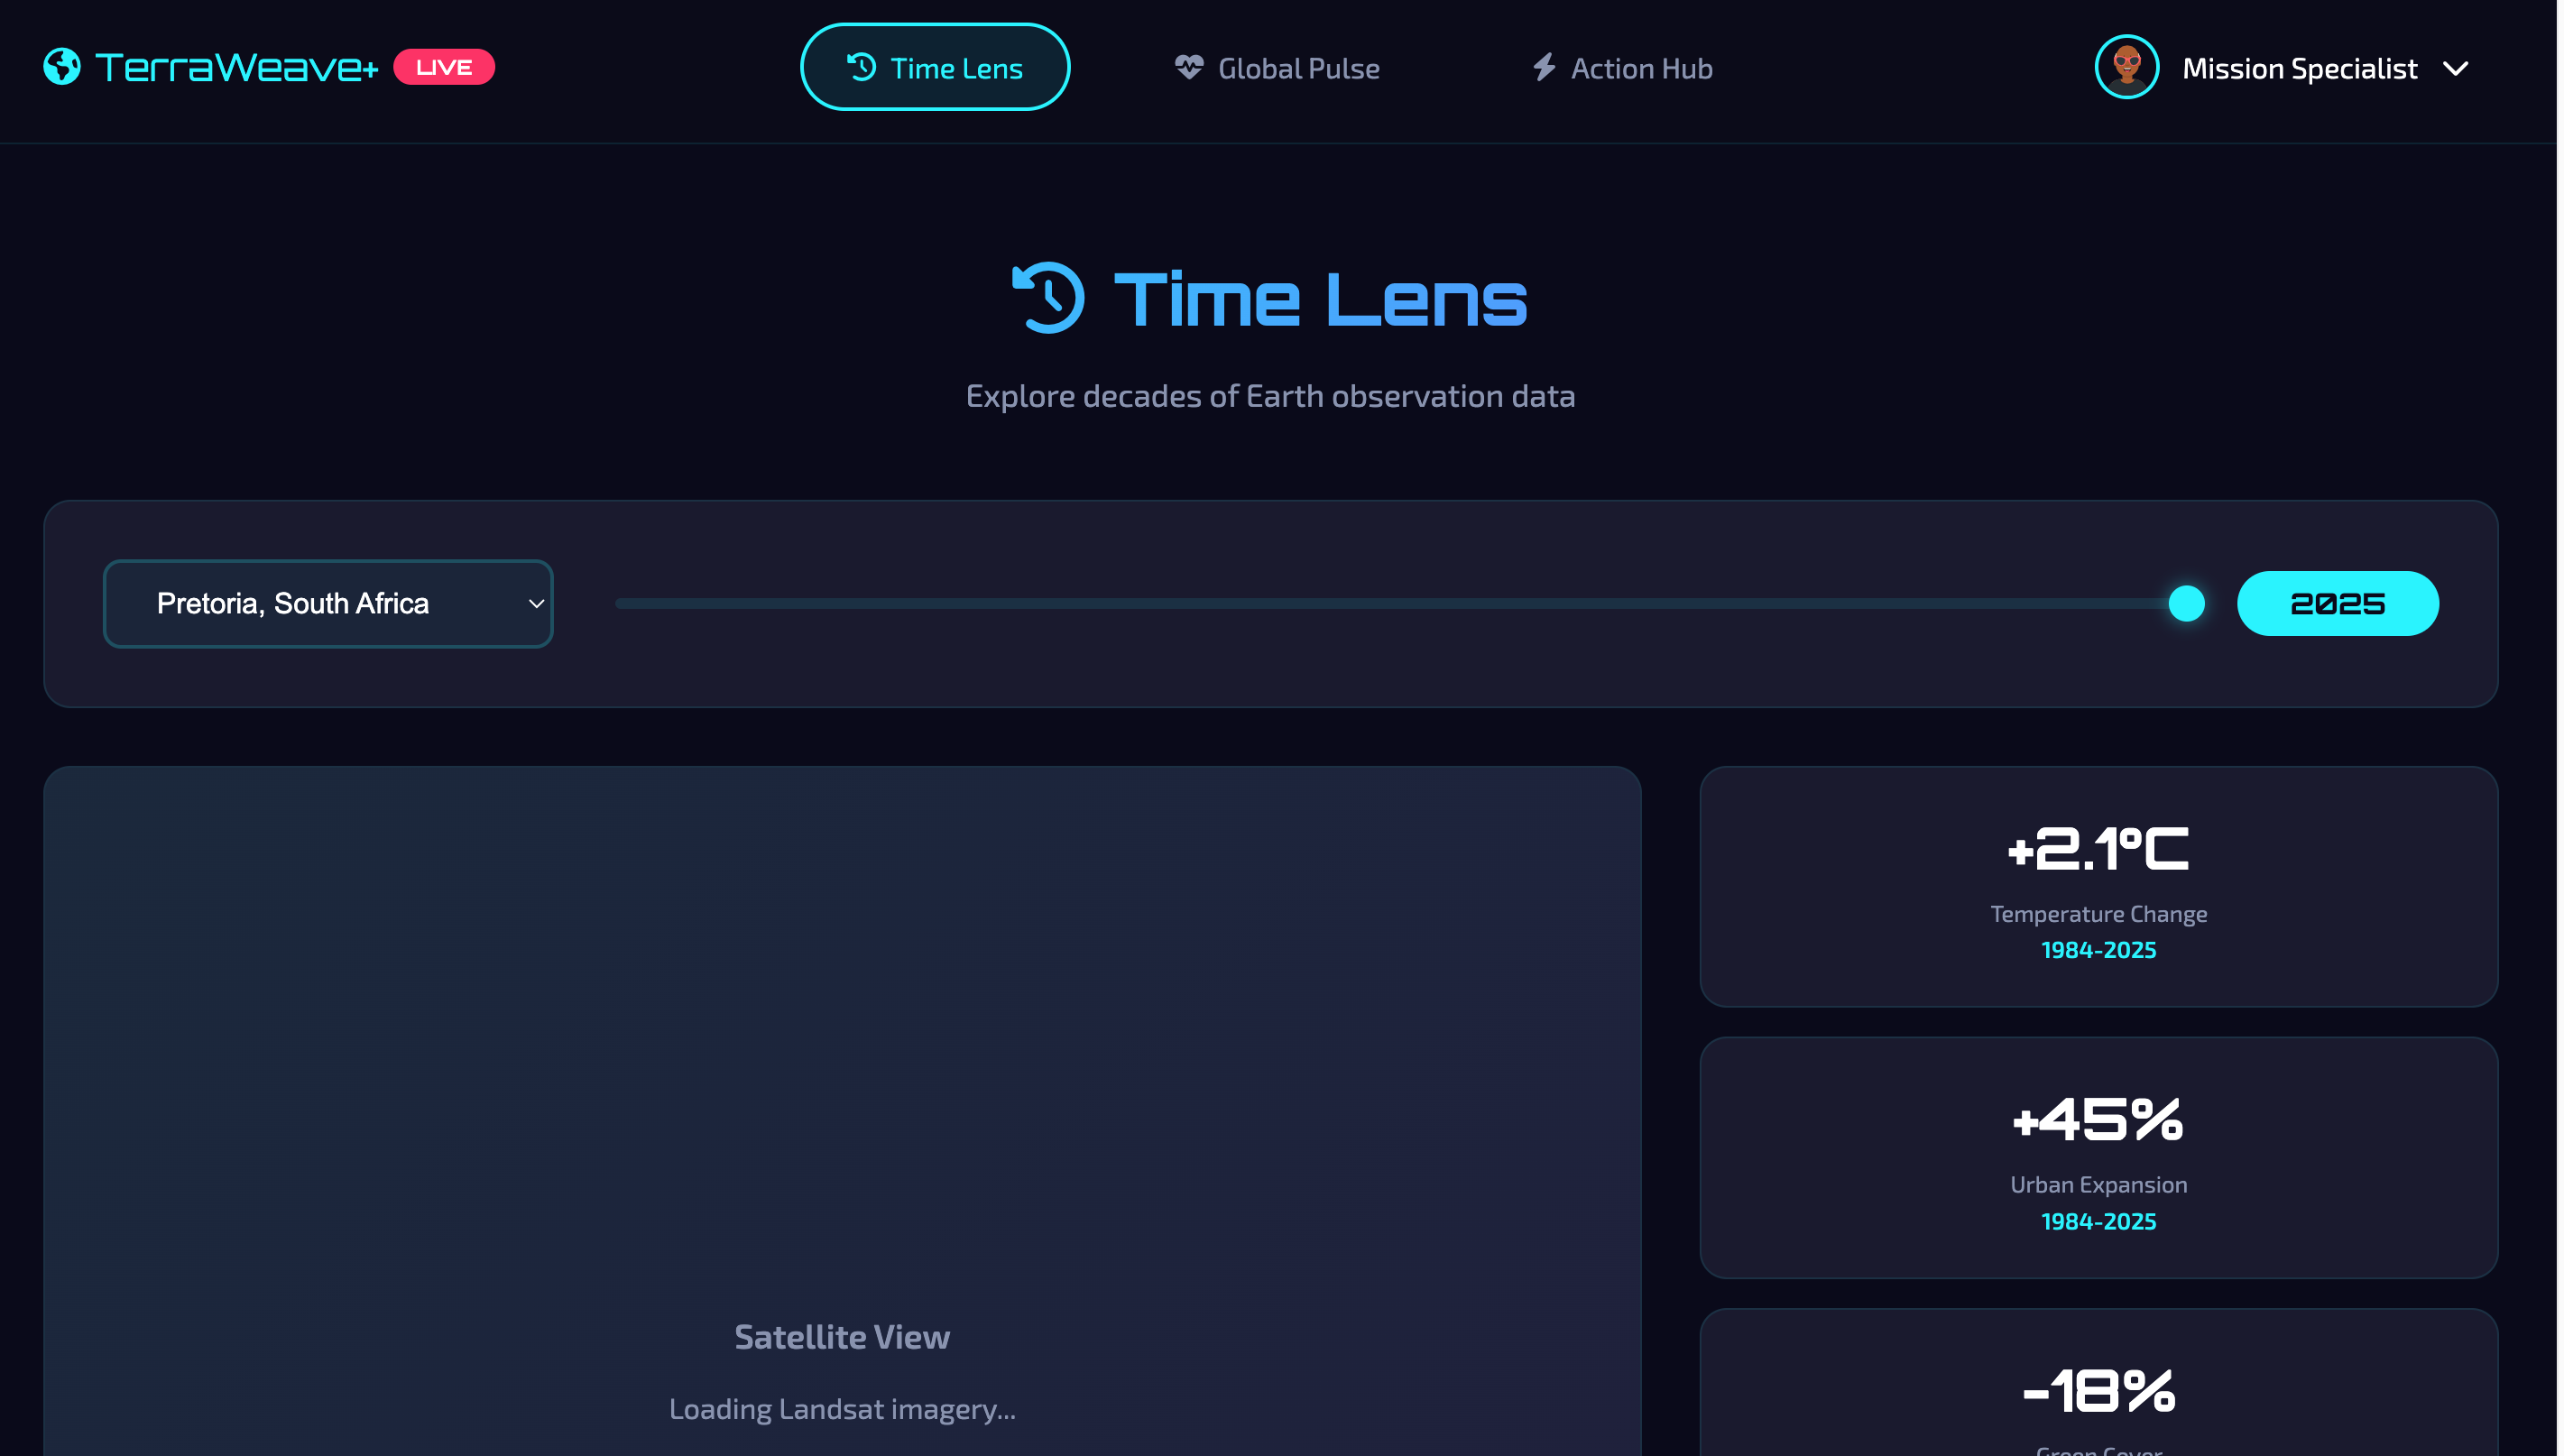 TerraWeave+ LIVE
Time Lens
Global Pulse
Action Hub
Mission Specialist
Time Lens
Explore decades of Earth observation data
Pretoria, South Africa
2025
Satellite View
Loading Landsat imagery...
+2.1°C
Temperature Change
1984-2025
+45%
Urban Expansion
1984-2025
-18%
Green Cover